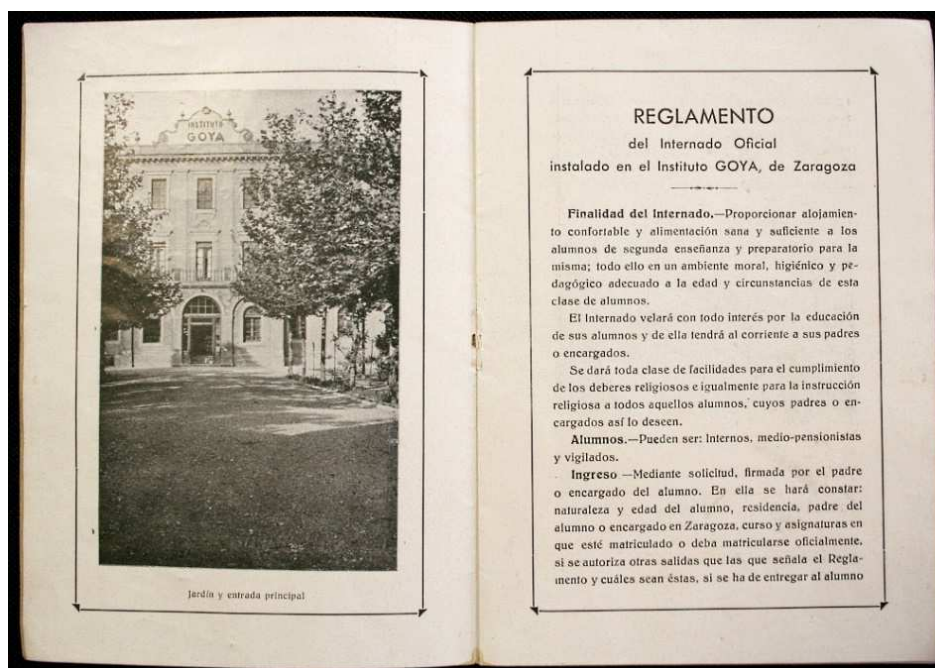 INSTITUTO
GOYA
Jardín y entrada principal
REGLAMENTO
del Internado Oficial
instalado en el Instituto GOYA, de Zaragoza
Finalidad del Internado.—Proporcionar alojamien-
to confortable y alimentación sana y suficiente a los
alumnos de segunda enseñanza y preparatorio para la
misma; todo ello en un ambiente moral, higiénico y pe-
dagógico adecuado a la edad y circunstancias de esta
clase de alumnos.
El Internado velará con todo interés por la educación
de sus alumnos y de ella tendrá al corriente a sus padres
o encargados.
Se dará toda clase de facilidades para el cumplimiento
de los deberes religiosos e igualmente para la instrucción
religiosa a todos aquellos alumnos, cuyos padres o en-
cargados así lo deseen.
Alumnos.—Pueden ser: Internos, medio-pensionistas
y vigilados.
Ingreso —Mediante solicitud, firmada por el padre
o encargado del alumno. En ella se hará constar:
naturaleza y edad del alumno, residencia, padre del
alumno o encargado en Zaragoza, curso y asignaturas en
que esté matriculado o deba matricularse oficialmente,
si se autoriza otras salidas que las que señala el Regla-
mento y cuáles sean éstas, si se ha de entregar al alumno